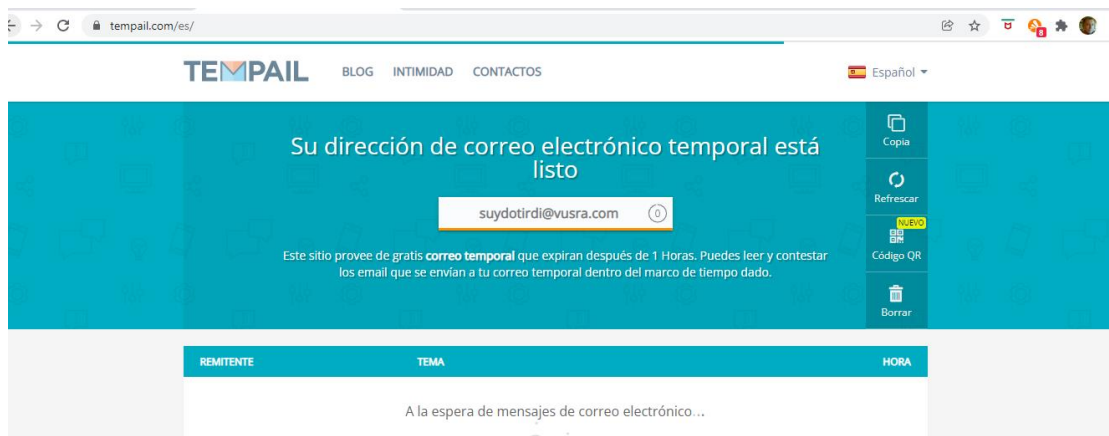 tempail.com/es/
8
TEMPAIL BLOG INTIMIDAD CONTACTOS Español
Su dirección de correo electrónico temporal está
listo
suydotirdi@vusra.com 0
Este sitio provee de gratis correo temporal que expiran después de 1 Horas. Puedes leer y contestar
los email que se envían a tu correo temporal dentro del marco de tiempo dado.
Copia
Refrescar
NUEVO
Código QR
Borrar
REMITENTE TEMA HORA
A la espera de mensajes de correo electrónico...